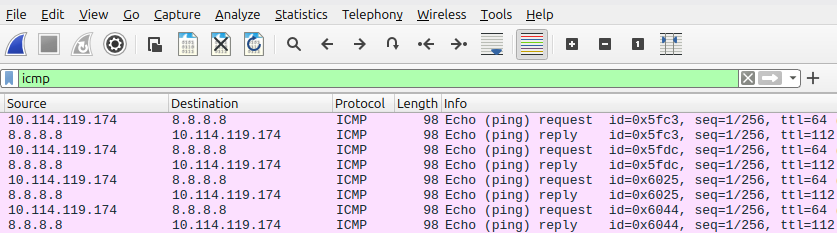 File Edit View Go Capture Analyze Statistics Telephony Wireless Tools Help
icmp
Source Destination Protocol Length Info
10.114.119.174 8.8.8.8 ICMP 98 Echo (ping) request id=0x5fc3, seq=1/256, ttl=64
8.8.8.8 10.114.119.174 ICMP 98 Echo (ping) reply id=0x5fc3, seq=1/256, ttl=112
10.114.119.174 8.8.8.8 ICMP 98 Echo (ping) request id=0x5fdc, seq=1/256, ttl=64
8.8.8.8 10.114.119.174 ICMP 98 Echo (ping) reply id=0x5fdc, seq=1/256, ttl=112
10.114.119.174 8.8.8.8 ICMP 98 Echo (ping) request id=0x6025, seq=1/256, ttl=64
8.8.8.8 10.114.119.174 ICMP 98 Echo (ping) reply id=0x6025, seq=1/256, ttl=112
10.114.119.174 8.8.8.8 ICMP 98 Echo (ping) request id=0x6044, seq=1/256, ttl=64
8.8.8.8 10.114.119.174 ICMP 98 Echo (ping) reply id=0x6044, seq=1/256, ttl=112